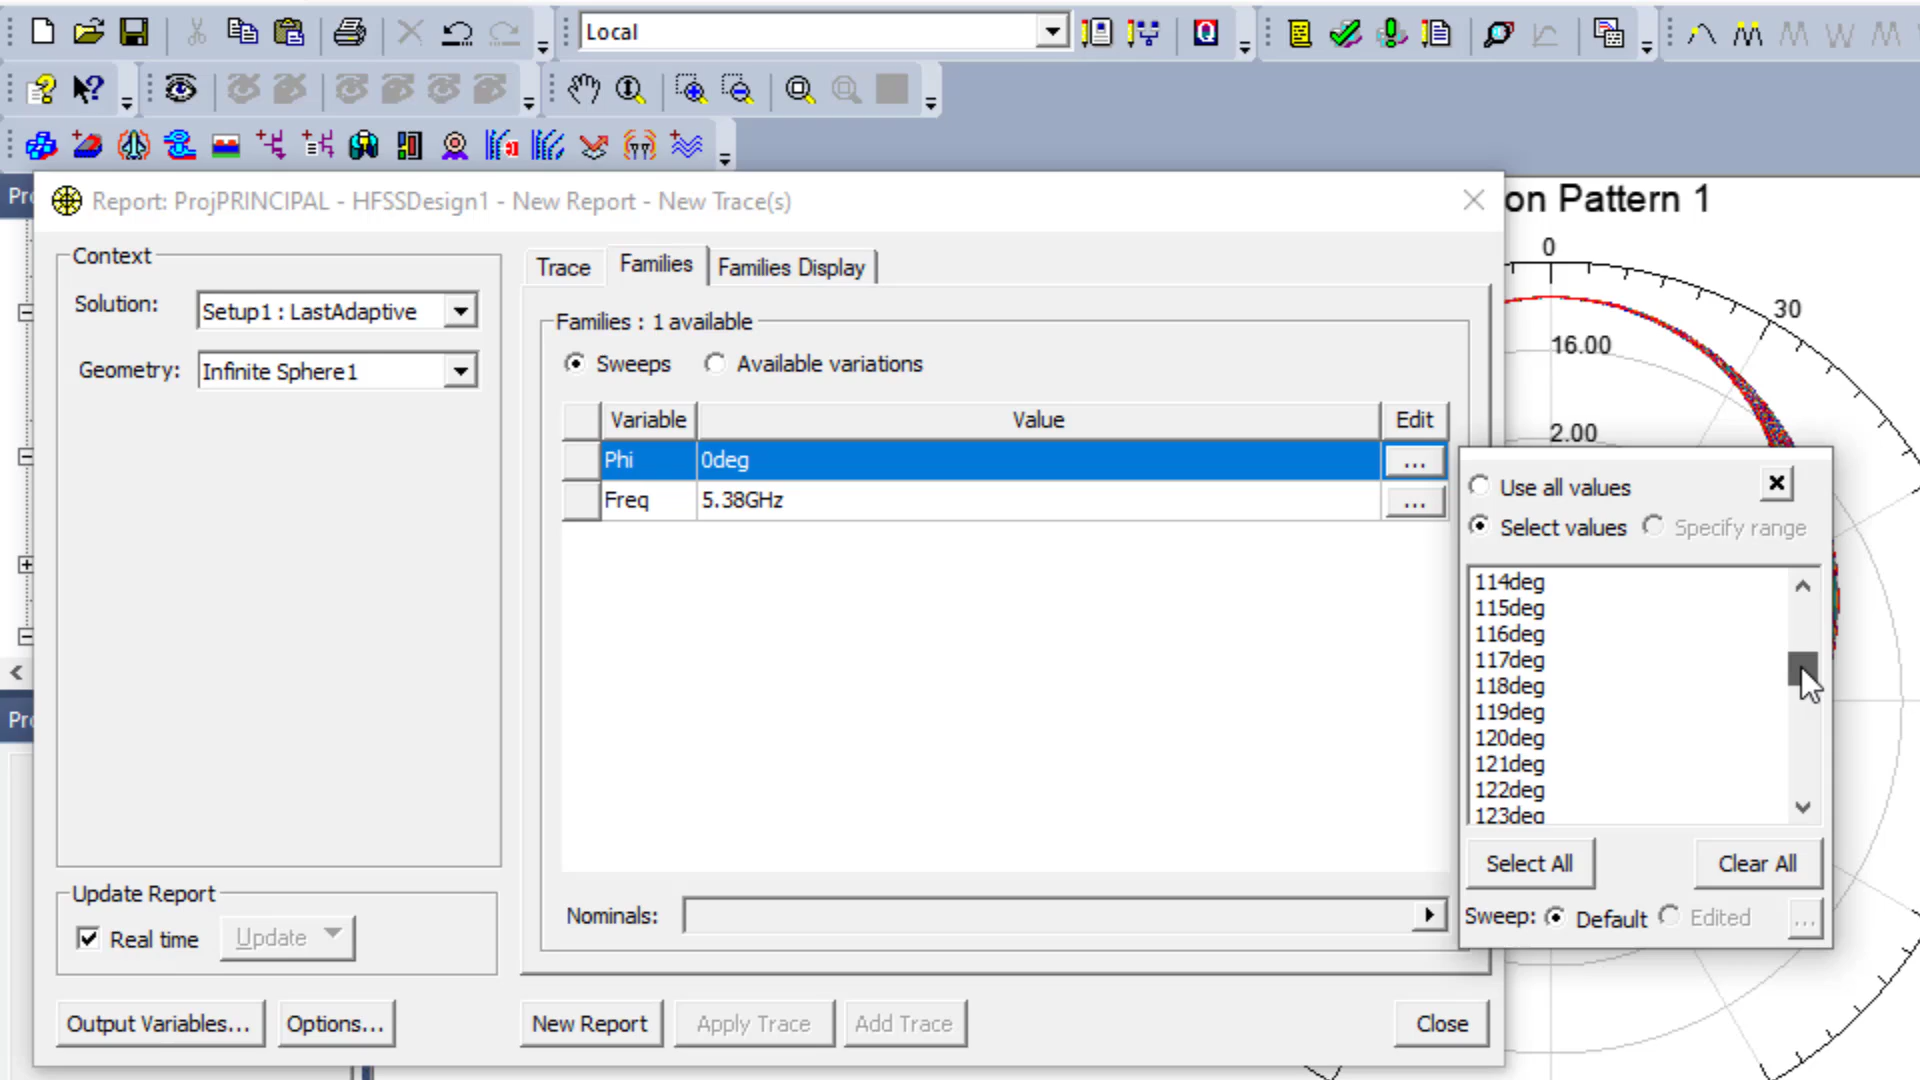 Local
Report: ProjPRINCIPAL - HFSSDesign1 - New Report - New Trace(s)
on Pattern 1
Context
Solution:
Setup1 : LastAdaptive
Geometry:
Infinite Sphere1
Trace
Families
Families Display
Families : 1 available
Sweeps
Available variations
Variable
Value
Edit
Phi
0deg
...
Freq
5.38GHz
...
0
30
16.00
2.00
Use all values
Select values
Specify range
114deg
115deg
116deg
117deg
118deg
119deg
120deg
121deg
122deg
123deg
Select All
Clear All
Sweep:
Default
Edited
...
Nominals:
Update Report
Real time
Update
Output Variables...
Options...
New Report
Apply Trace
Add Trace
Close